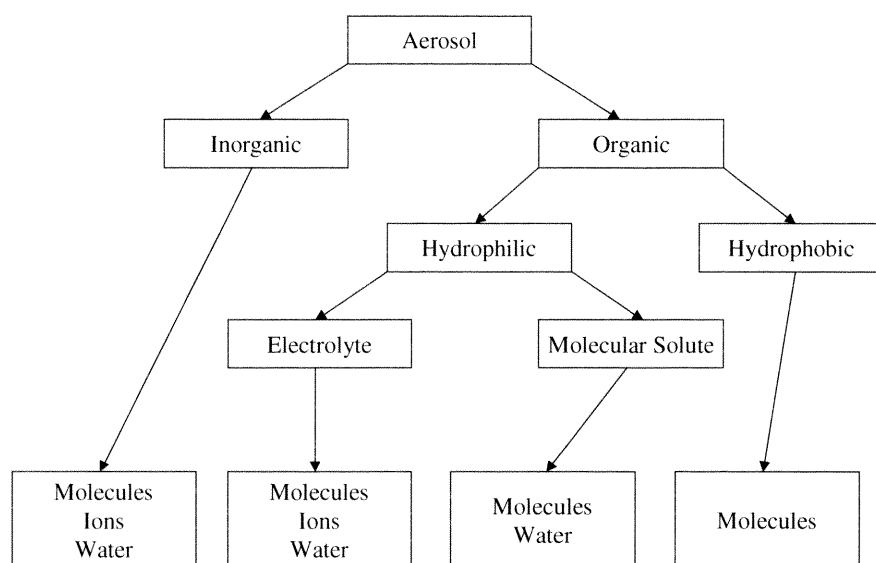 Aerosol
Inorganic
Organic
Hydrophilic
Hydrophobic
Electrolyte
Molecular Solute
Molecules
Ions
Water
Molecules
Ions
Water
Molecules
Water
Molecules